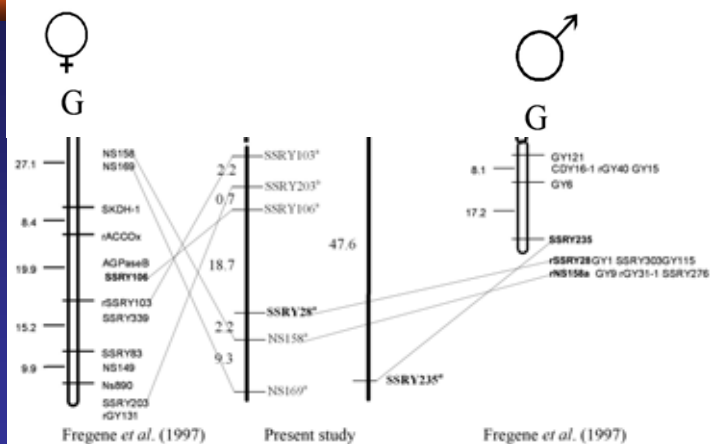 G
G
27.1
8.4
19.9
15.2
9.9
NS158
NS169
SKDH-1
rACCOx
AGPaseB
SSRY106
rSSRY103
SSRY339
SSRY83
NS149
Ns890
SSRY203
rGY131
2.2
0.7
18.7
2.2
9.3
SSRY103ª
SSRY203ᵇ
SSRY106ª
SSRY28ª
NS158ª
NS169ª
47.6
SSRY235ª
8.1
17.2
GY121
CDY16-1 rGY40 GY15
GY6
SSRY235
rSSRY28GY1 SSRY303GY115
rNS158a GY9 rGY31-1 SSRY276
Fregene et al. (1997)
Present study
Fregene et al. (1997)